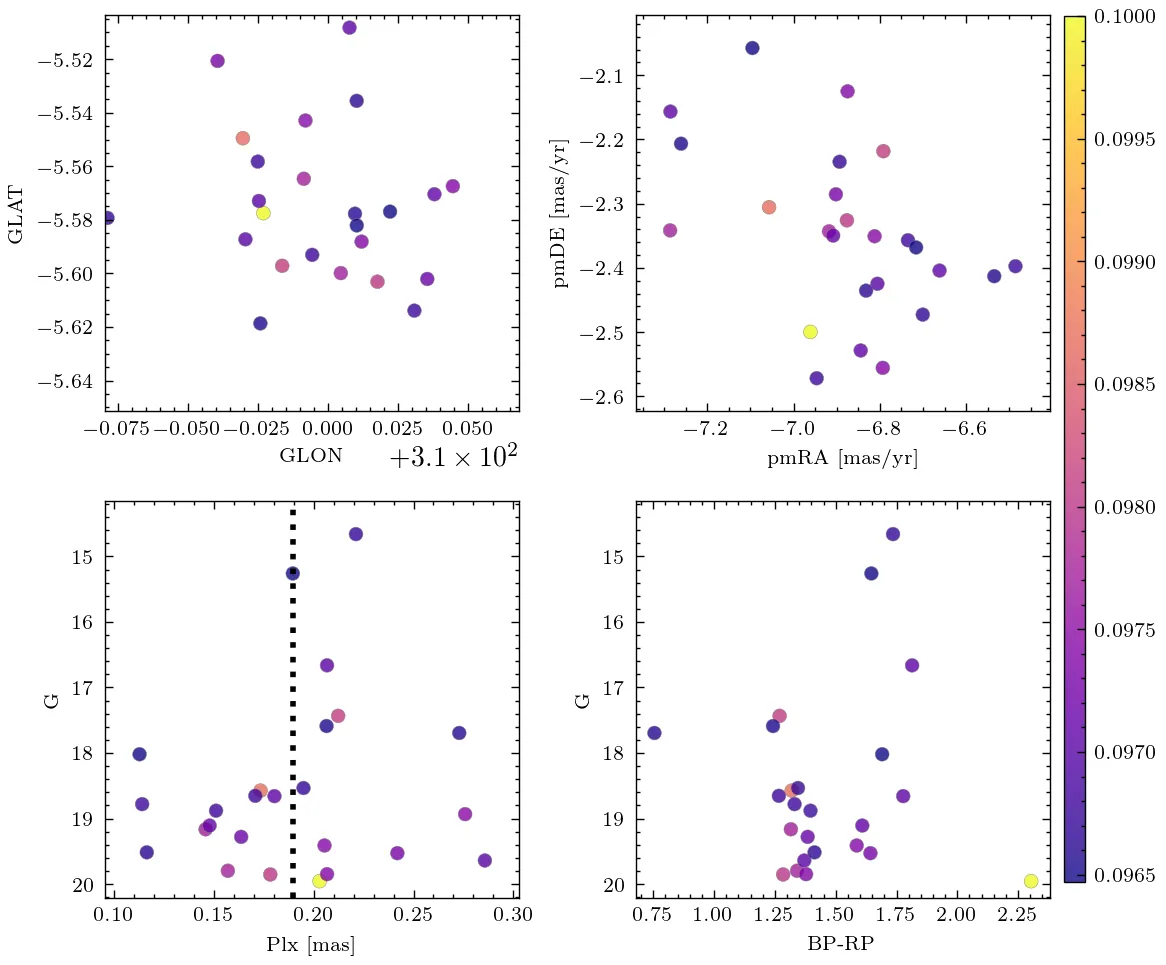 −5.52
−5.54
−5.56
−5.58
−5.60
−5.62
−5.64
GLAT
−0.075 −0.050 −0.025 0.000 0.025 0.050
GLON
+3.1 × 10²
−2.1
−2.2
−2.3
−2.4
−2.5
−2.6
pmDE [mas/yr]
−7.2 −7.0 −6.8 −6.6
pmRA [mas/yr]
0.1000
0.0995
0.0990
0.0985
0.0980
0.0975
0.0970
0.0965
15
16
17
18
19
20
G
0.10 0.15 0.20 0.25 0.30
Plx [mas]
15
16
17
18
19
20
G
0.75 1.00 1.25 1.50 1.75 2.00 2.25
BP-RP